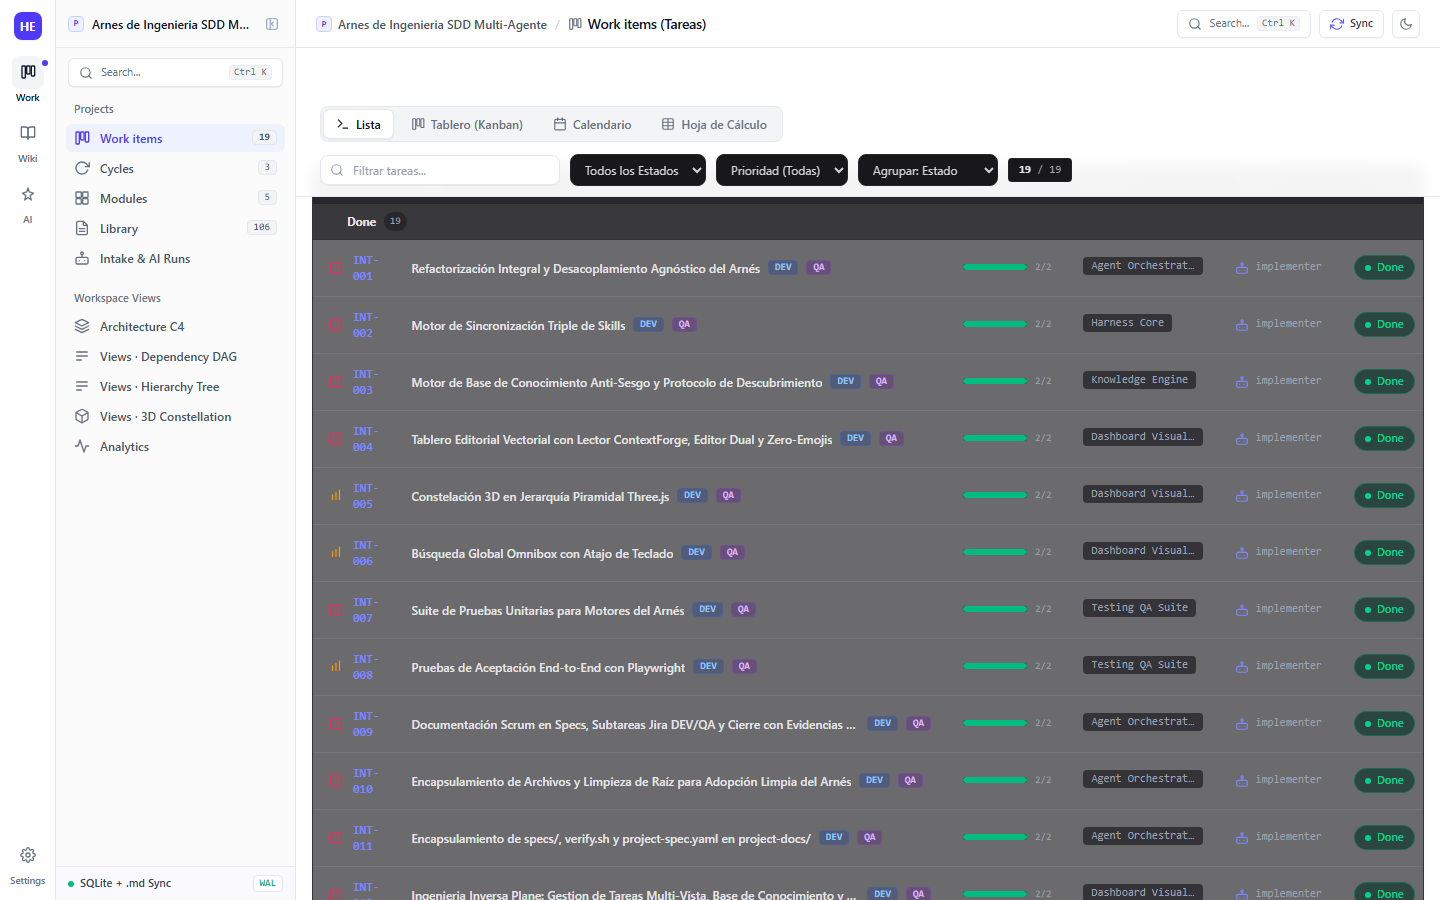 HE
P Arnes de Ingenieria SDD M...
P Arnes de Ingenieria SDD Multi-Agente / Work items (Tareas)
Search... Ctrl K
Sync
Work
Wiki
AI
Settings
Search... Ctrl K
Projects
Work items 19
Cycles 3
Modules 5
Library 106
Intake & AI Runs
Workspace Views
Architecture C4
Views · Dependency DAG
Views · Hierarchy Tree
Views · 3D Constellation
Analytics
SQLite + .md Sync WAL
Lista
Tablero (Kanban)
Calendario
Hoja de Cálculo
Filtrar tareas...
Todos los Estados
Prioridad (Todas)
Agrupar: Estado
19 / 19
Done 19
INT-001 Refactorización Integral y Desacoplamiento Agnóstico del Arnés DEV QA 2/2 Agent Orchestrat… implementer Done
INT-002 Motor de Sincronización Triple de Skills DEV QA 2/2 Harness Core implementer Done
INT-003 Motor de Base de Conocimiento Anti-Sesgo y Protocolo de Descubrimiento DEV QA 2/2 Knowledge Engine implementer Done
INT-004 Tablero Editorial Vectorial con Lector ContextForge, Editor Dual y Zero-Emojis DEV QA 2/2 Dashboard Visual… implementer Done
INT-005 Constelación 3D en Jerarquía Piramidal Three.js DEV QA 2/2 Dashboard Visual… implementer Done
INT-006 Búsqueda Global Omnibox con Atajo de Teclado DEV QA 2/2 Dashboard Visual… implementer Done
INT-007 Suite de Pruebas Unitarias para Motores del Arnés DEV QA 2/2 Testing QA Suite implementer Done
INT-008 Pruebas de Aceptación End-to-End con Playwright DEV QA 2/2 Testing QA Suite implementer Done
INT-009 Documentación Scrum en Specs, Subtareas Jira DEV/QA y Cierre con Evidencias ... DEV QA 2/2 Agent Orchestrat… implementer Done
INT-010 Encapsulamiento de Archivos y Limpieza de Raíz para Adopción Limpia del Arnés DEV QA 2/2 Agent Orchestrat… implementer Done
INT-011 Encapsulamiento de specs/, verify.sh y project-spec.yaml en project-docs/ DEV QA 2/2 Agent Orchestrat… implementer Done
INT- Ingenieria Inversa Plane: Gestion de Tareas Multi-Vista, Base de Conocimiento y ... DEV QA 2/2 Dashboard Visual… implementer Done